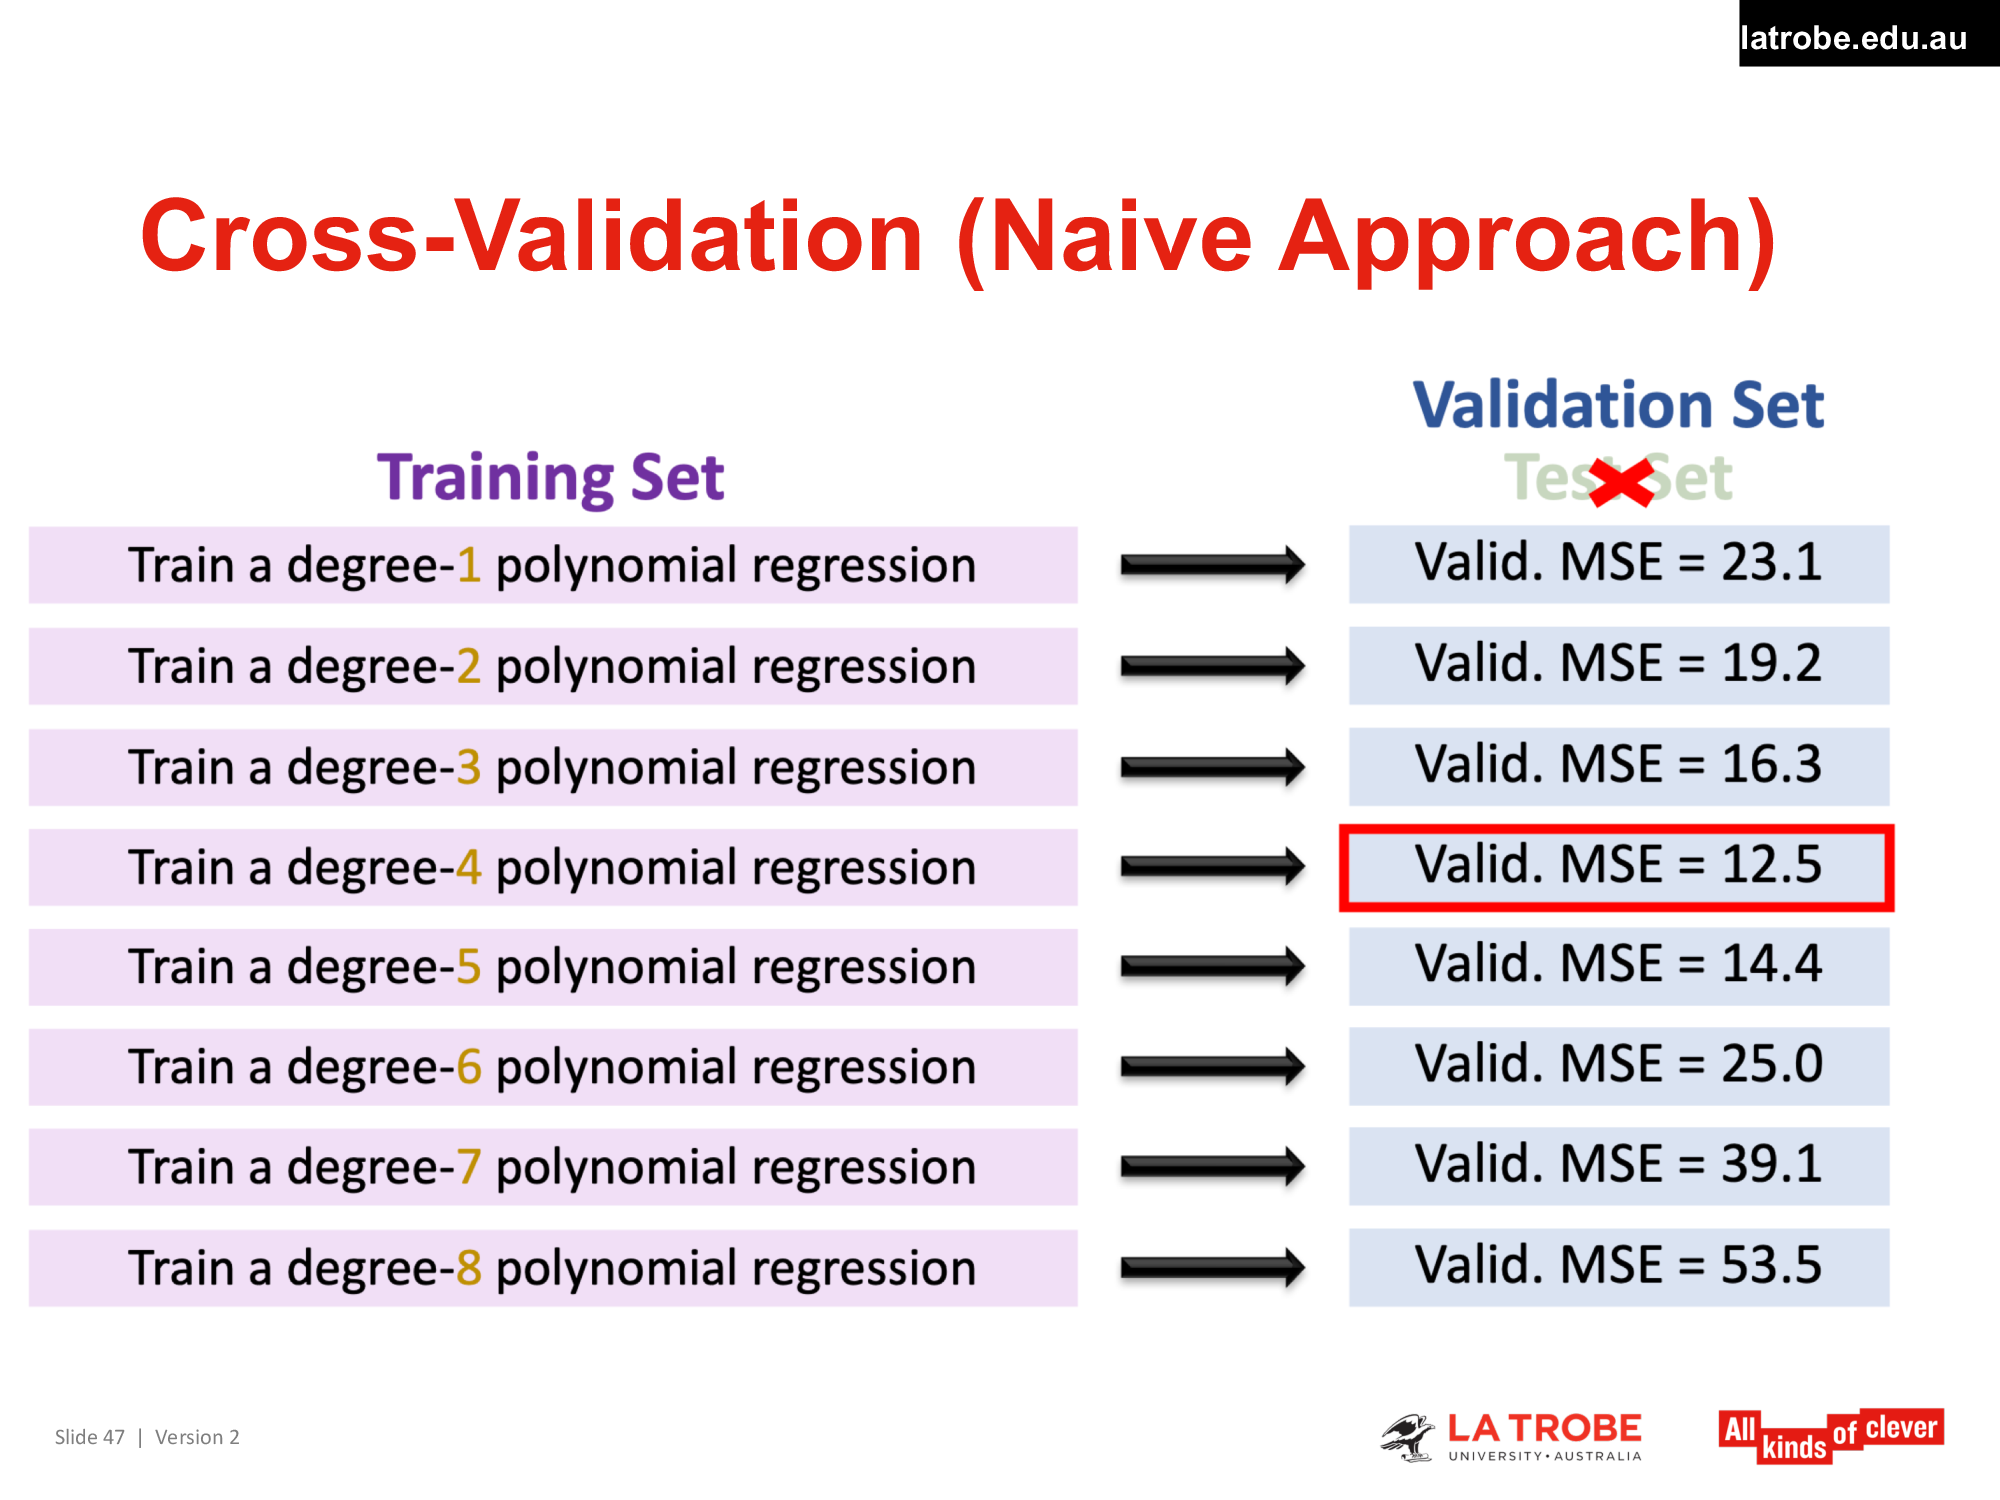 latrobe.edu.au
Cross-Validation (Naive Approach)
Validation Set
Training Set
Test Set
Train a degree-1 polynomial regression
Valid. MSE = 23.1
Train a degree-2 polynomial regression
Valid. MSE = 19.2
Train a degree-3 polynomial regression
Valid. MSE = 16.3
Train a degree-4 polynomial regression
Valid. MSE = 12.5
Train a degree-5 polynomial regression
Valid. MSE = 14.4
Train a degree-6 polynomial regression
Valid. MSE = 25.0
Train a degree-7 polynomial regression
Valid. MSE = 39.1
Train a degree-8 polynomial regression
Valid. MSE = 53.5
Slide 47 | Version 2
LA TROBE
UNIVERSITY • AUSTRALIA
All kinds of clever